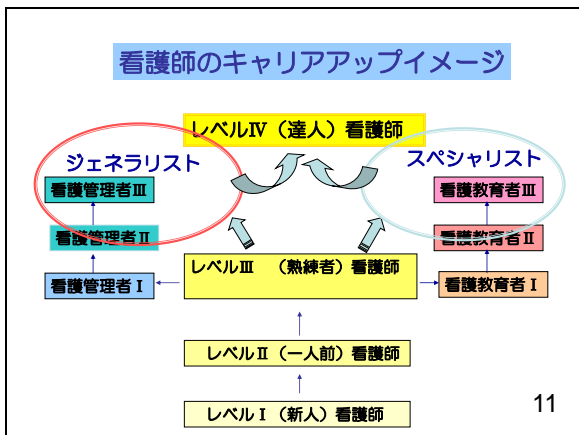 看護師のキャリアアップイメージ
レベルⅣ（達人）看護師
ジェネラリスト
スペシャリスト
看護管理者Ⅲ
看護教育者Ⅲ
看護管理者Ⅱ
看護教育者Ⅱ
看護管理者Ⅰ
レベルⅢ　（熟練者）看護師
看護教育者Ⅰ
レベルⅡ（一人前）看護師
レベルⅠ（新人）看護師
11